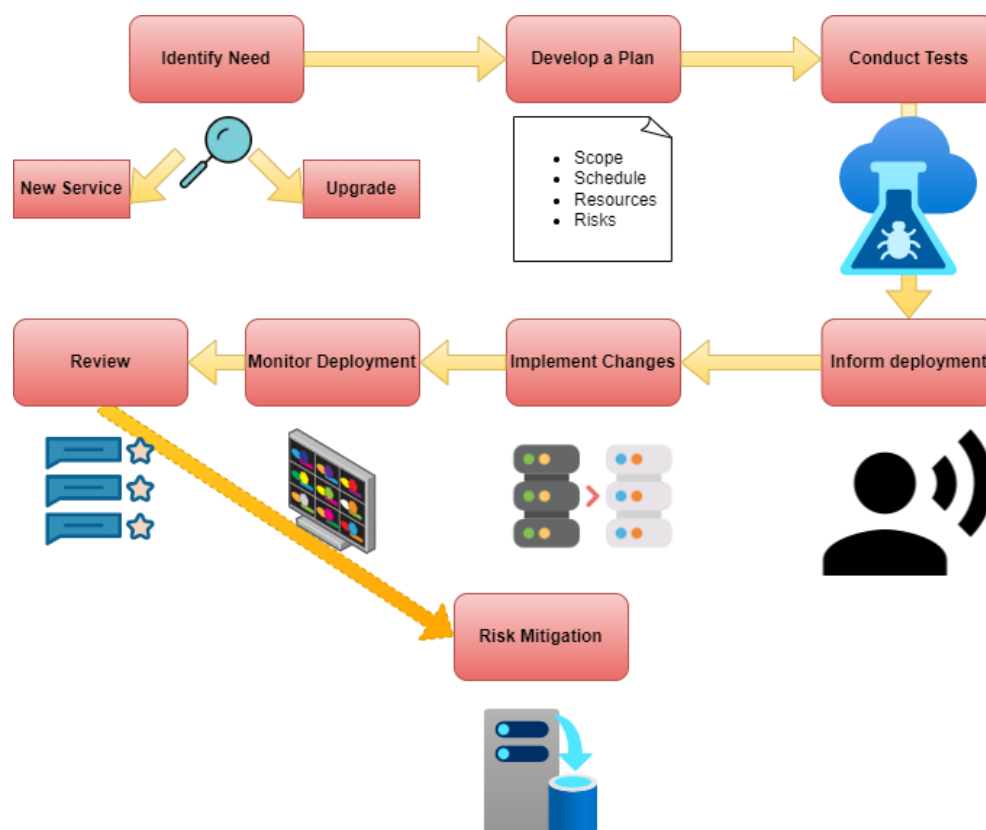 Identify Need
Develop a Plan
Conduct Tests
New Service
Upgrade
Scope
Schedule
Resources
Risks
Review
Monitor Deployment
Implement Changes
Inform deployment
Risk Mitigation